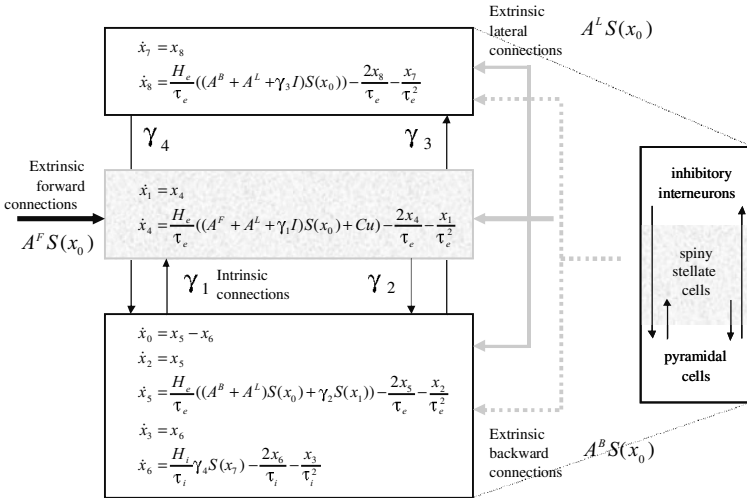 Extrinsic
lateral
connections
A^L S(x_0)
ẋ_7 = x_8
ẋ_8 = H_e/τ_e ((A^B + A^L + γ_3 I)S(x_0)) − 2x_8/τ_e − x_7/τ_e^2
γ_4
γ_3
Extrinsic
forward
connections
A^F S(x_0)
ẋ_1 = x_4
ẋ_4 = H_e/τ_e ((A^F + A^L + γ_1 I)S(x_0) + Cu) − 2x_4/τ_e − x_1/τ_e^2
γ_1
Intrinsic
connections
γ_2
ẋ_0 = x_5 − x_6
ẋ_2 = x_5
ẋ_5 = H_e/τ_e ((A^B + A^L)S(x_0) + γ_2 S(x_1)) − 2x_5/τ_e − x_2/τ_e^2
ẋ_3 = x_6
ẋ_6 = H_i/τ_i γ_4 S(x_7) − 2x_6/τ_i − x_3/τ_i^2
Extrinsic
backward
connections
A^B S(x_0)
inhibitory
interneurons
spiny
stellate
cells
pyramidal
cells